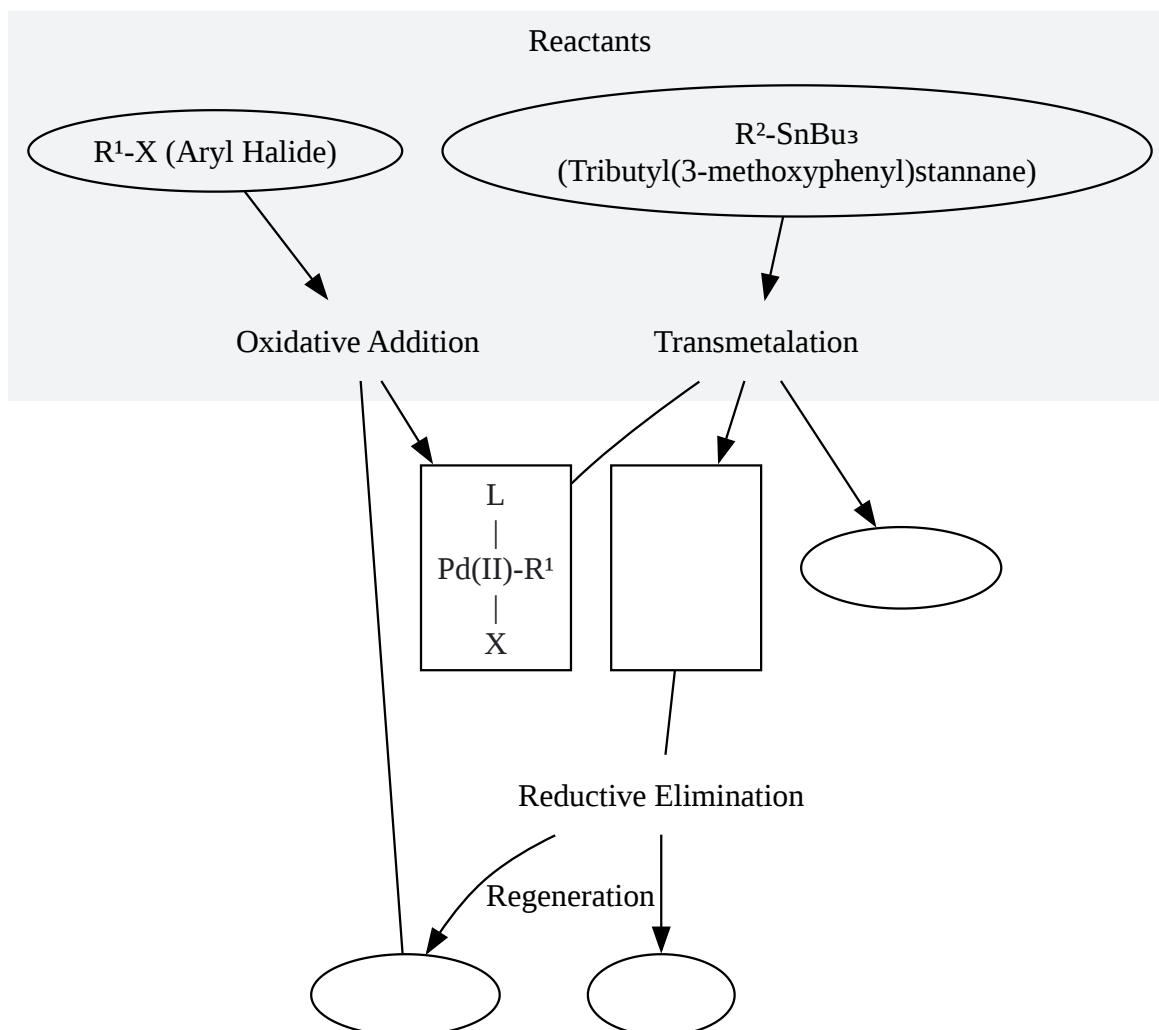 Reactants
R¹-X (Aryl Halide)
R²-SnBu₃
(Tributyl(3-methoxyphenyl)stannane)
Oxidative Addition
Transmetalation
L
|
Pd(II)-R¹
|
X
Reductive Elimination
Regeneration